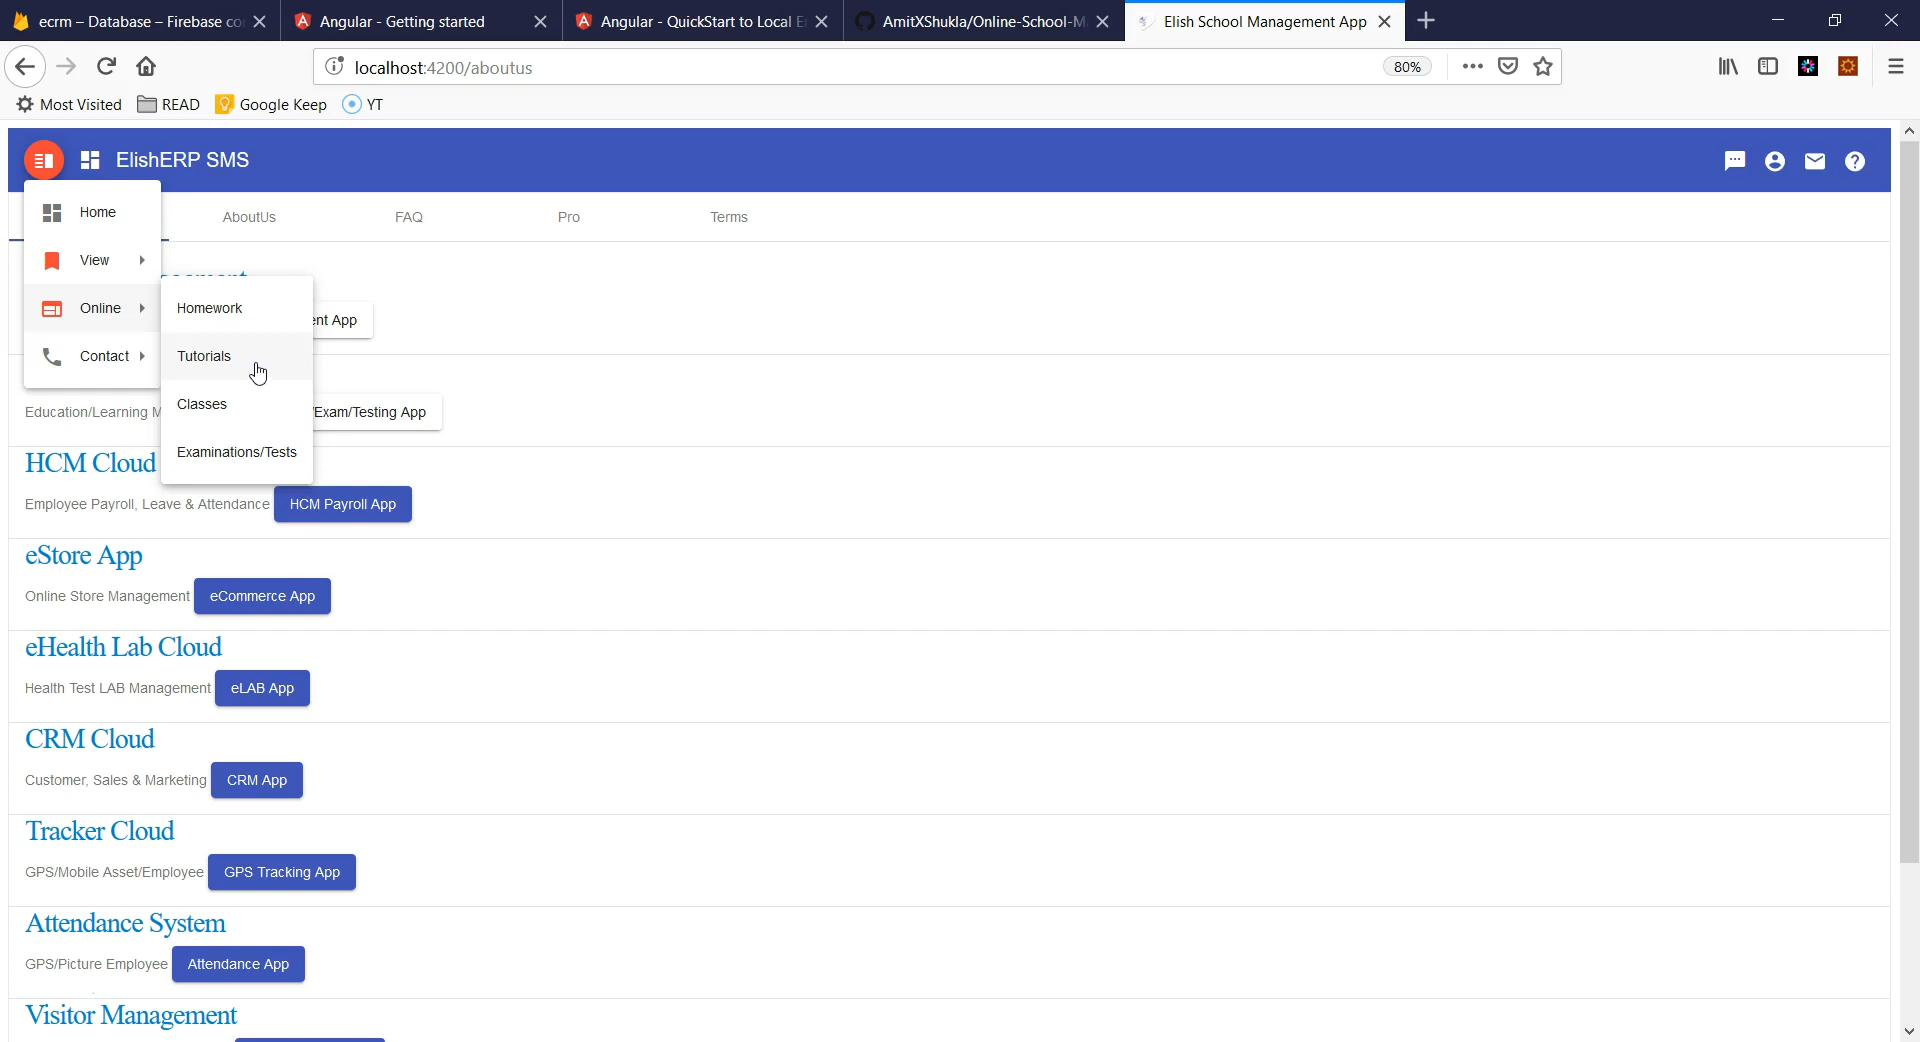 ecrm – Database – Firebase co
Angular - Getting started
Angular - QuickStart to Local E
AmitXShukla/Online-School-M
Elish School Management App
localhost:4200/aboutus
80%
Most Visited
READ
Google Keep
YT
ElishERP SMS
Home
AboutUs
FAQ
Pro
Terms
View
Online
Homework
ent App
Contact
Tutorials
Classes
Education/Learning M
/Exam/Testing App
Examinations/Tests
HCM Cloud
Employee Payroll, Leave & Attendance
HCM Payroll App
eStore App
Online Store Management
eCommerce App
eHealth Lab Cloud
Health Test LAB Management
eLAB App
CRM Cloud
Customer, Sales & Marketing
CRM App
Tracker Cloud
GPS/Mobile Asset/Employee
GPS Tracking App
Attendance System
GPS/Picture Employee
Attendance App
Visitor Management